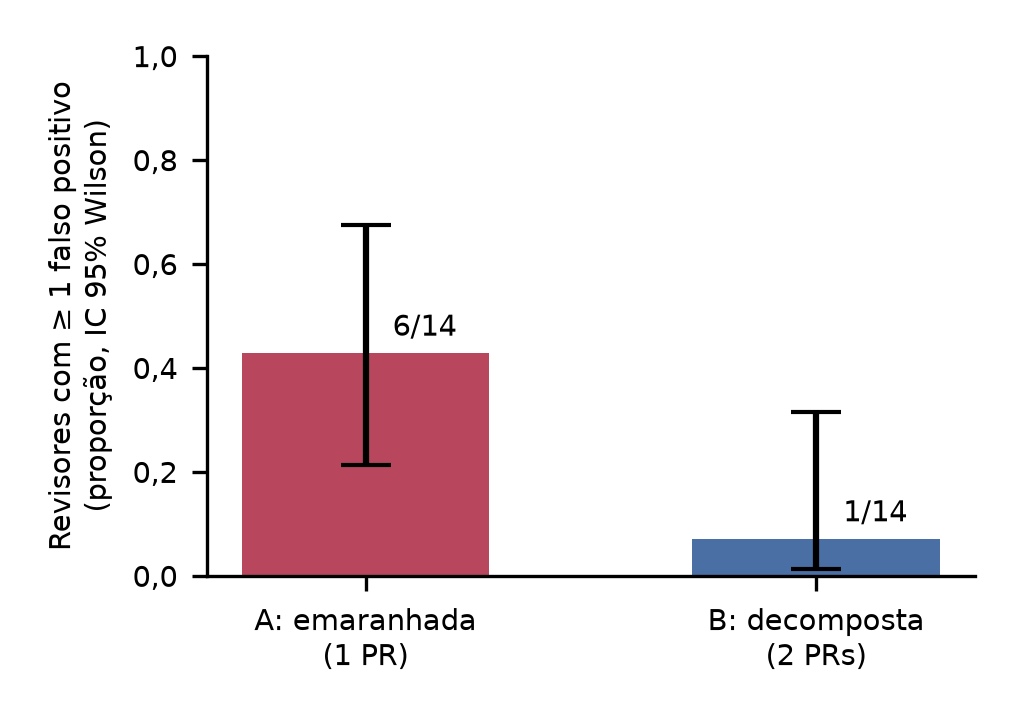 Revisores com ≥ 1 falso positivo
(proporção, IC 95% Wilson)
1,0
0,8
0,6
0,4
0,2
0,0
6/14
1/14
A: emaranhada
(1 PR)
B: decomposta
(2 PRs)